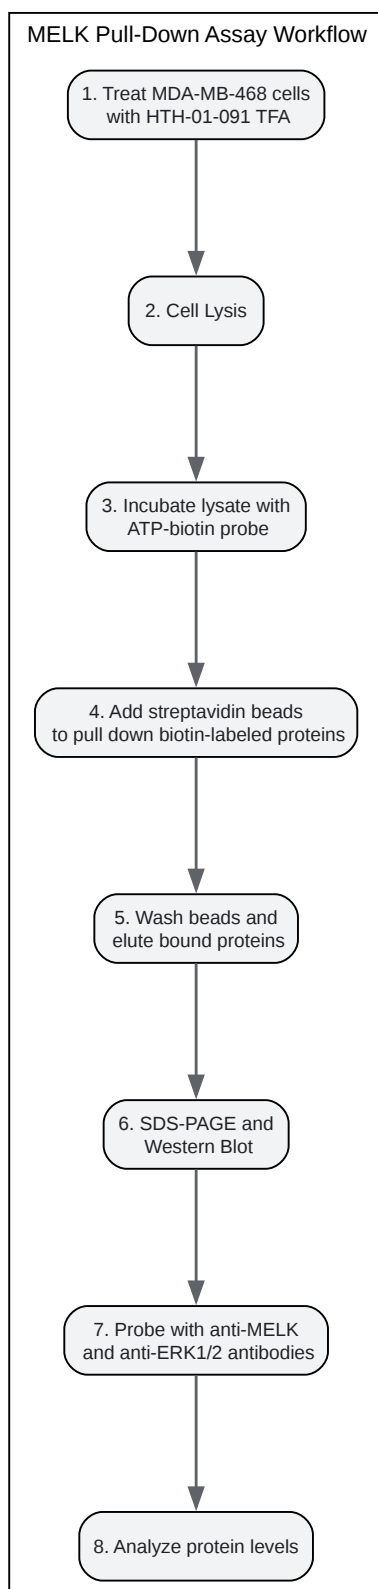 MELK Pull-Down Assay Workflow
1. Treat MDA-MB-468 cells
with HTH-01-091 TFA
2. Cell Lysis
3. Incubate lysate with
ATP-biotin probe
4. Add streptavidin beads
to pull down biotin-labeled proteins
5. Wash beads and
elute bound proteins
6. SDS-PAGE and
Western Blot
7. Probe with anti-MELK
and anti-ERK1/2 antibodies
8. Analyze protein levels